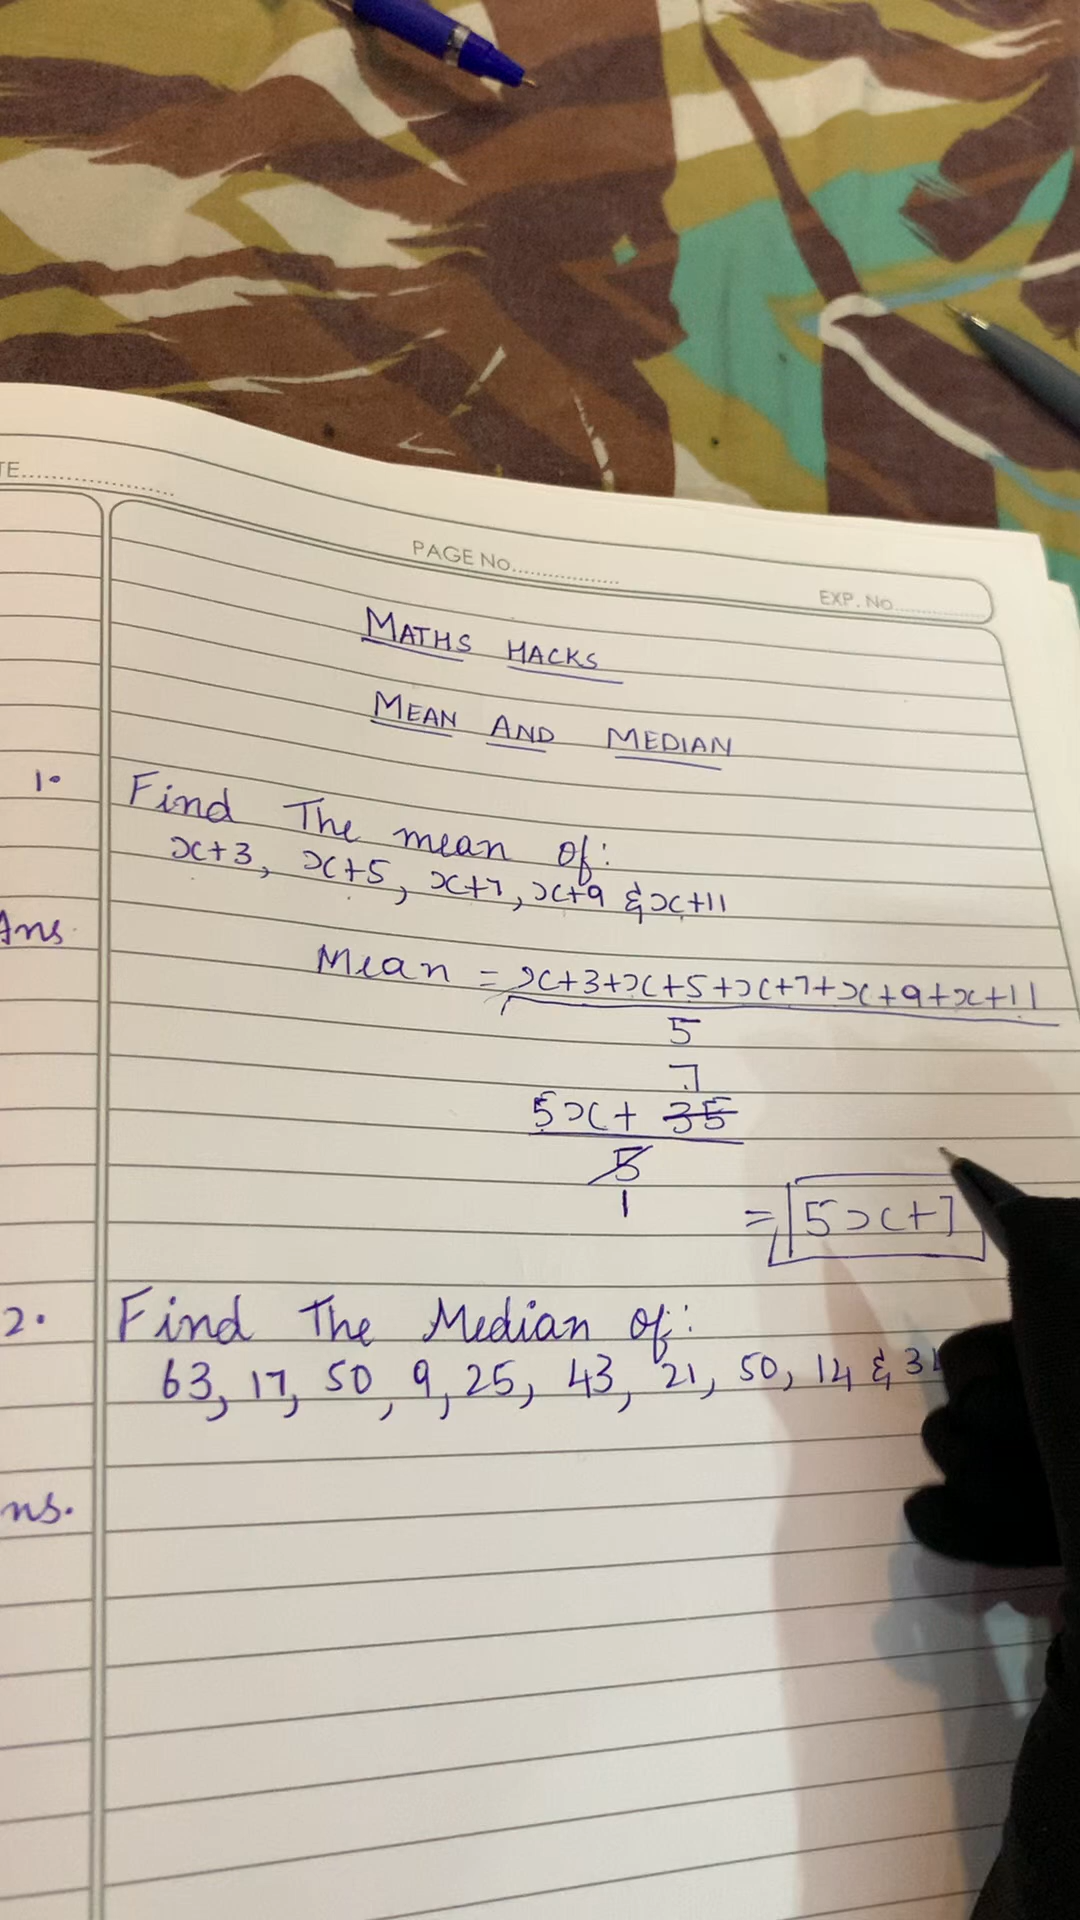 TE....................
PAGE No..................
EXP. No...............
MATHS HACKS
MEAN AND MEDIAN
1. Find The mean of:
x+3, x+5, x+7, x+9 & x+11
Ans.
Mean = x+3+x+5+x+7+x+9+x+11
5
7
5x+ 35
5
1
= 5x+7
2. Find The Median of:
63, 17, 50, 9, 25, 43, 21, 50, 14 &
ns.